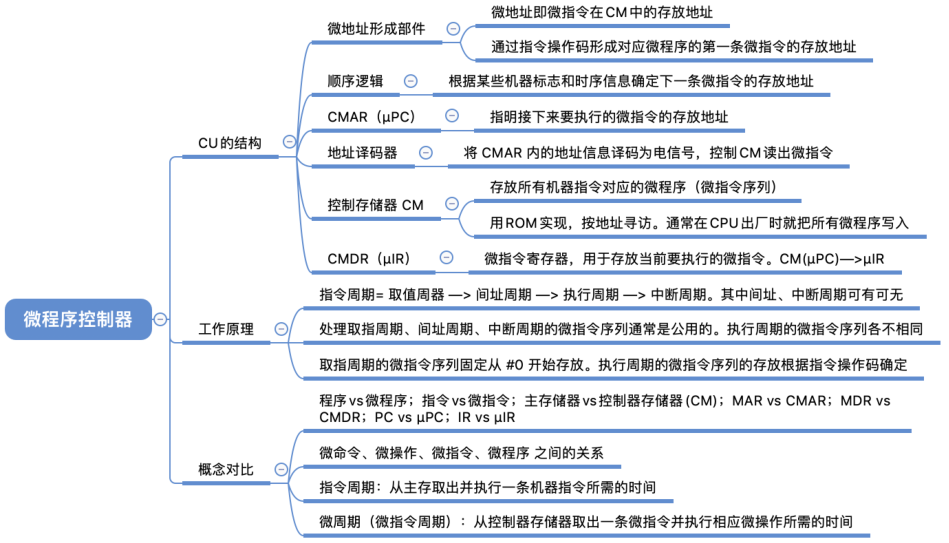 微程序控制器
CU的结构
微地址形成部件
微地址即微指令在CM中的存放地址
通过指令操作码形成对应微程序的第一条微指令的存放地址
顺序逻辑
根据某些机器标志和时序信息确定下一条微指令的存放地址
CMAR（μPC）
指明接下来要执行的微指令的存放地址
地址译码器
将 CMAR 内的地址信息译码为电信号，控制CM读出微指令
控制存储器 CM
存放所有机器指令对应的微程序（微指令序列）
用ROM实现，按地址寻访。通常在CPU出厂时就把所有微程序写入
CMDR（μIR）
微指令寄存器，用于存放当前要执行的微指令。CM(μPC)—>μIR
工作原理
指令周期= 取值周器 —> 间址周期 —> 执行周期 —> 中断周期。其中间址、中断周期可有可无
处理取指周期、间址周期、中断周期的微指令序列通常是公用的。执行周期的微指令序列各不相同
取指周期的微指令序列固定从 #0 开始存放。执行周期的微指令序列的存放根据指令操作码确定
概念对比
程序vs微程序；指令vs微指令；主存储器vs控制器存储器(CM)；MAR vs CMAR；MDR vs
CMDR；PC vs μPC；IR vs μIR
微命令、微操作、微指令、微程序 之间的关系
指令周期：从主存取出并执行一条机器指令所需的时间
微周期（微指令周期）：从控制器存储器取出一条微指令并执行相应微操作所需的时间